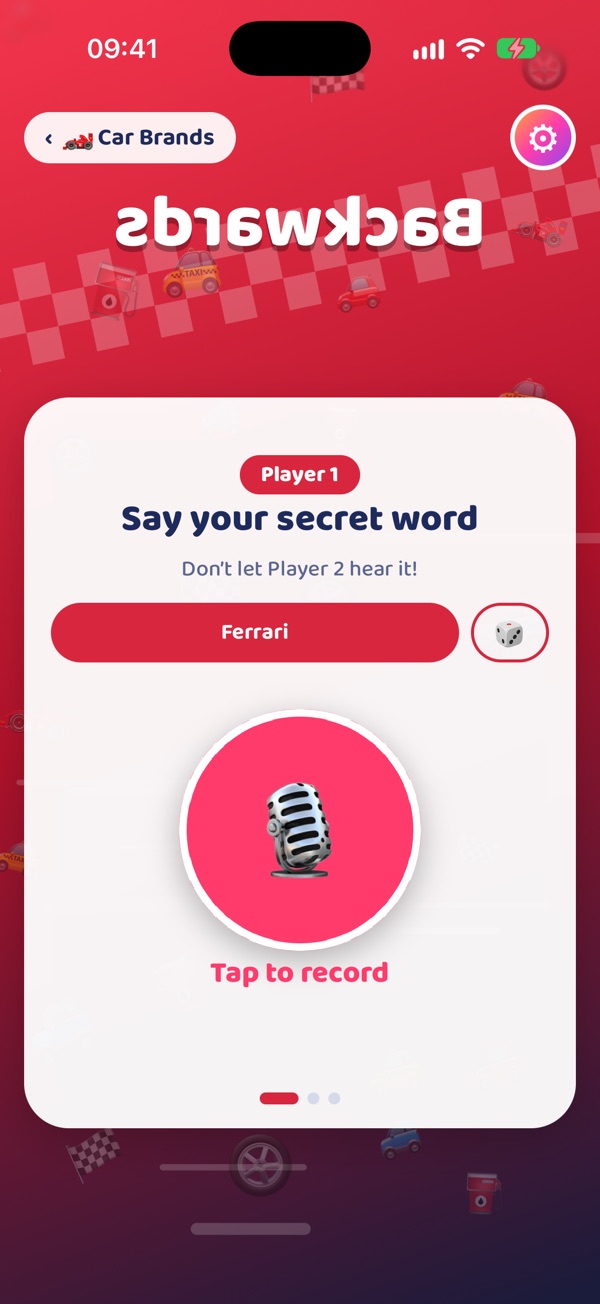 09:41
‹ Car Brands
Backwards
TAXI
Player 1
Say your secret word
Don't let Player 2 hear it!
Ferrari
Tap to record